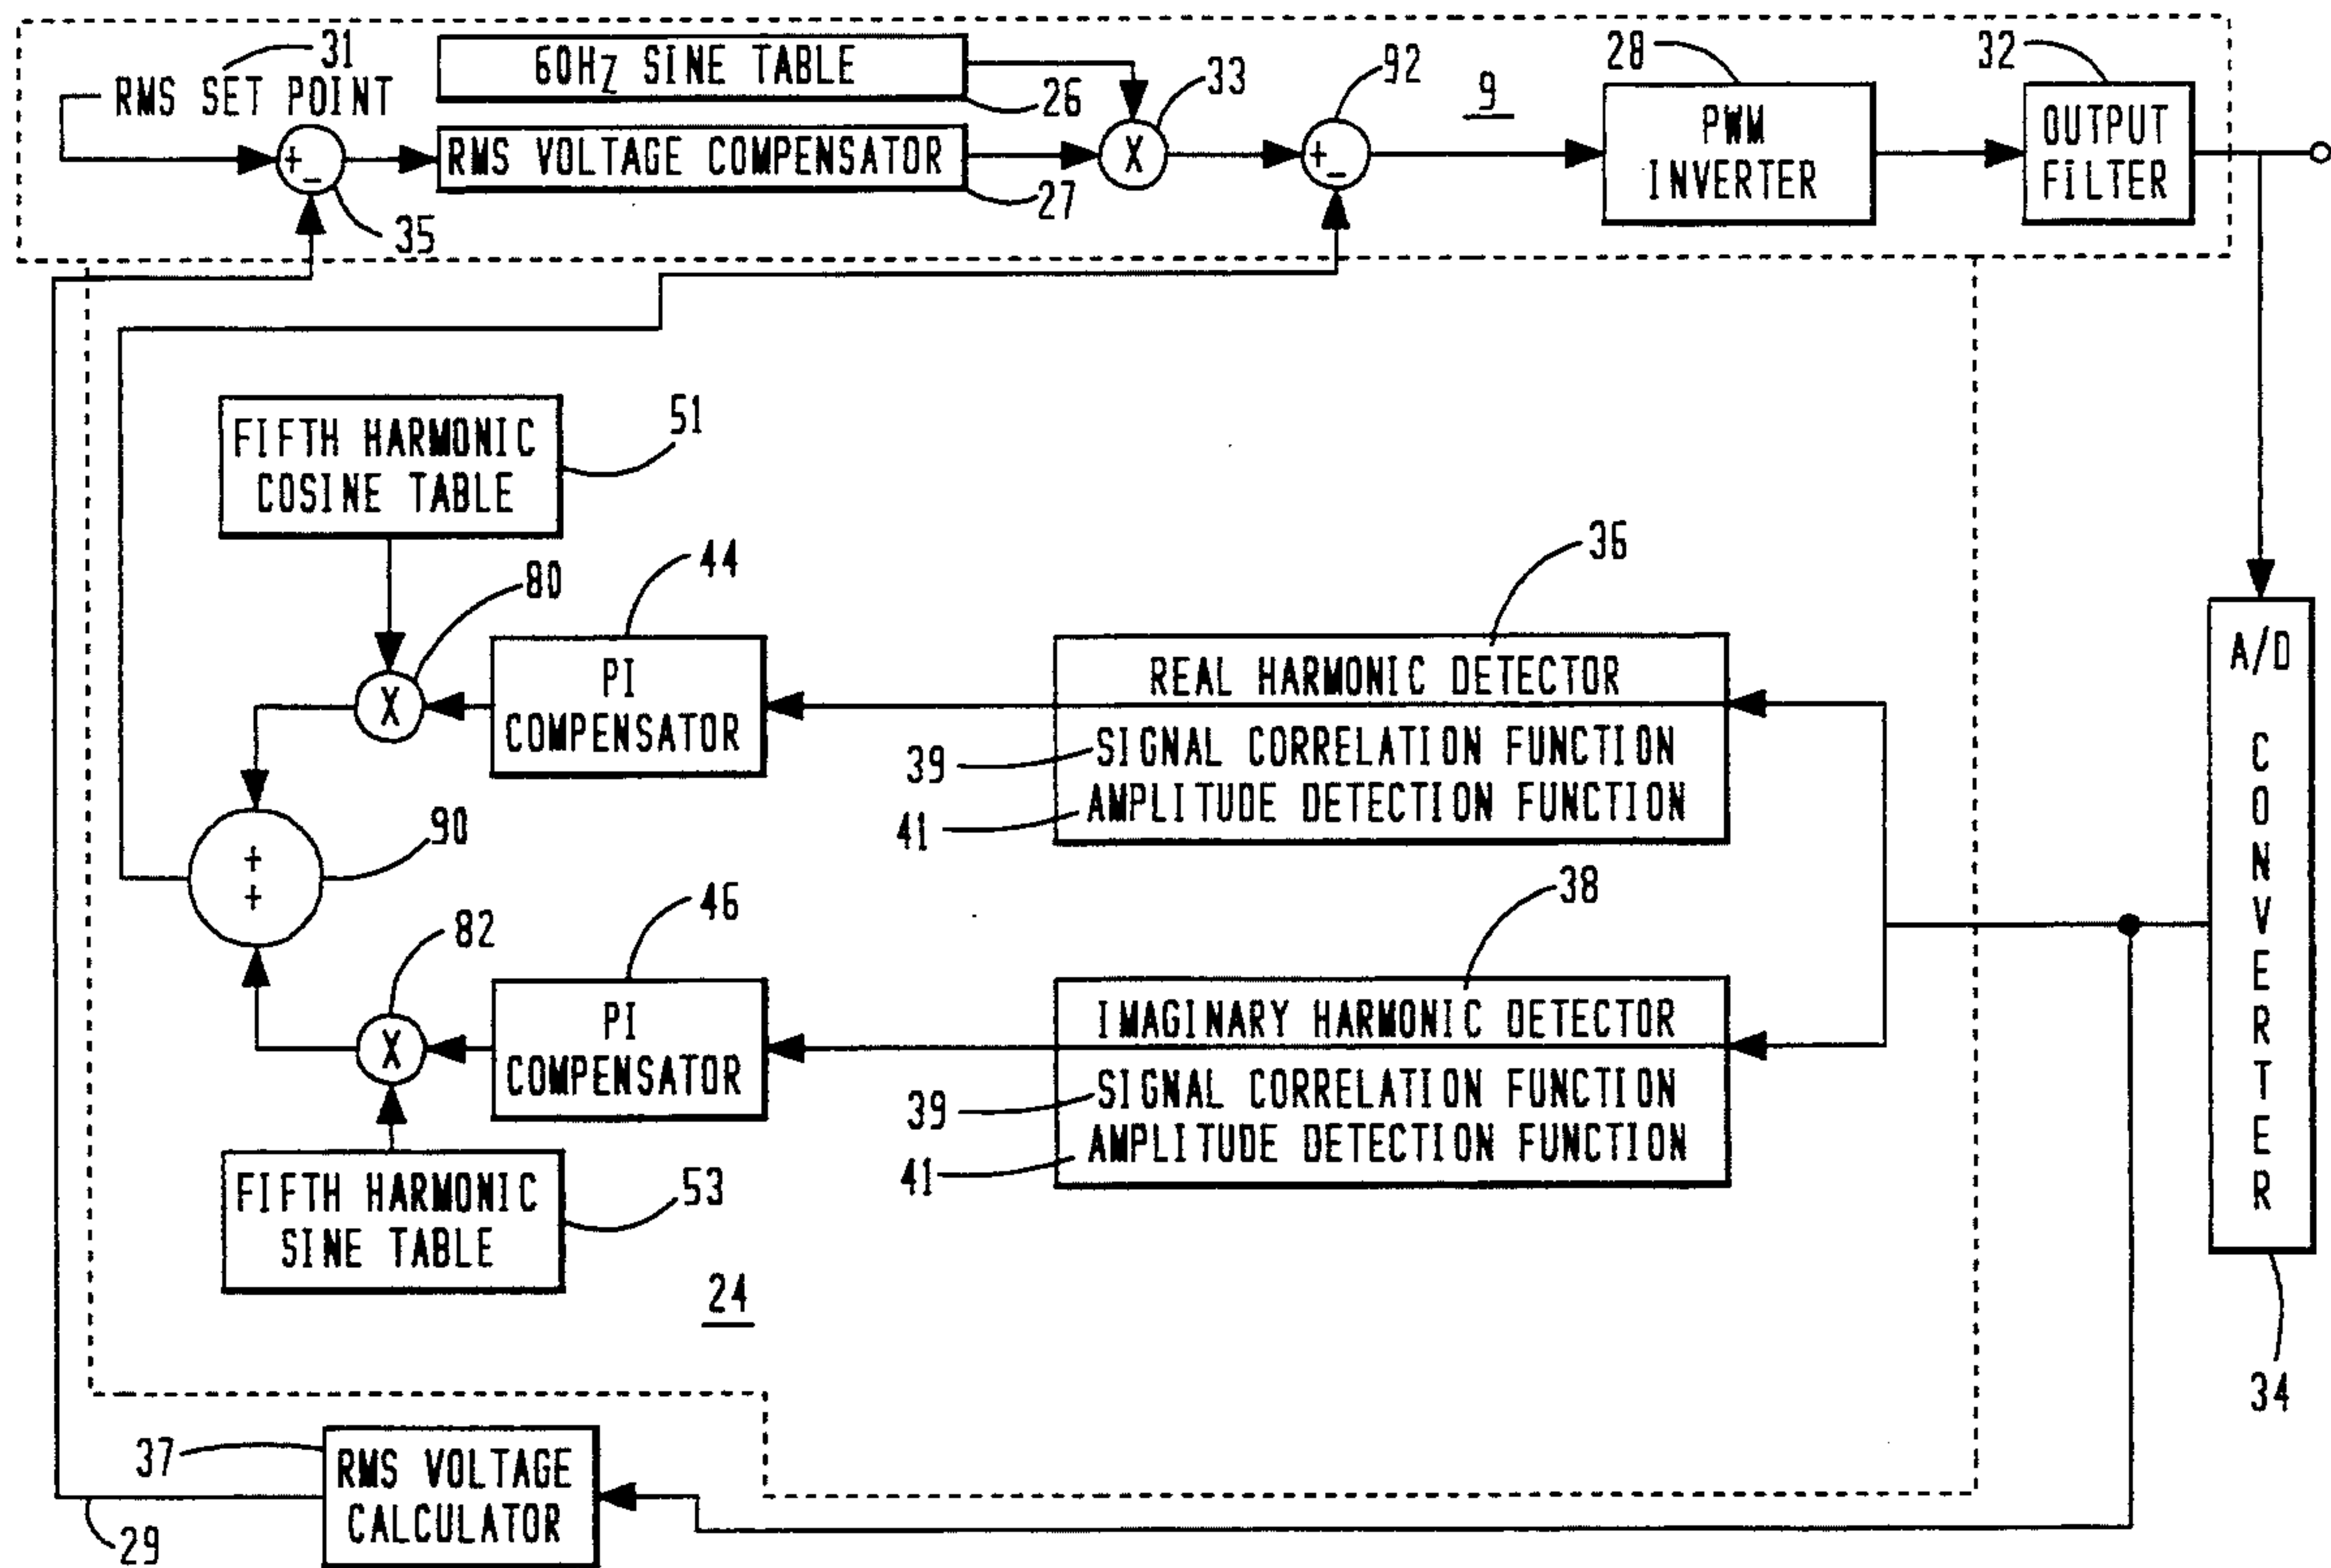 31
RMS SET POINT
60HZ SINE TABLE
26
33
92
9
28
32
+
-
35
RMS VOLTAGE COMPENSATOR
27
X
+
-
PWM
INVERTER
OUTPUT
FILTER
FIFTH HARMONIC
COSINE TABLE
51
80
44
36
X
PI
COMPENSATOR
REAL HARMONIC DETECTOR
39
SIGNAL CORRELATION FUNCTION
41
AMPLITUDE DETECTION FUNCTION
A/D
CONVERTER
34
+
+
90
82
46
38
X
PI
COMPENSATOR
IMAGINARY HARMONIC DETECTOR
39
SIGNAL CORRELATION FUNCTION
41
AMPLITUDE DETECTION FUNCTION
FIFTH HARMONIC
SINE TABLE
53
24
37
RMS VOLTAGE
CALCULATOR
29